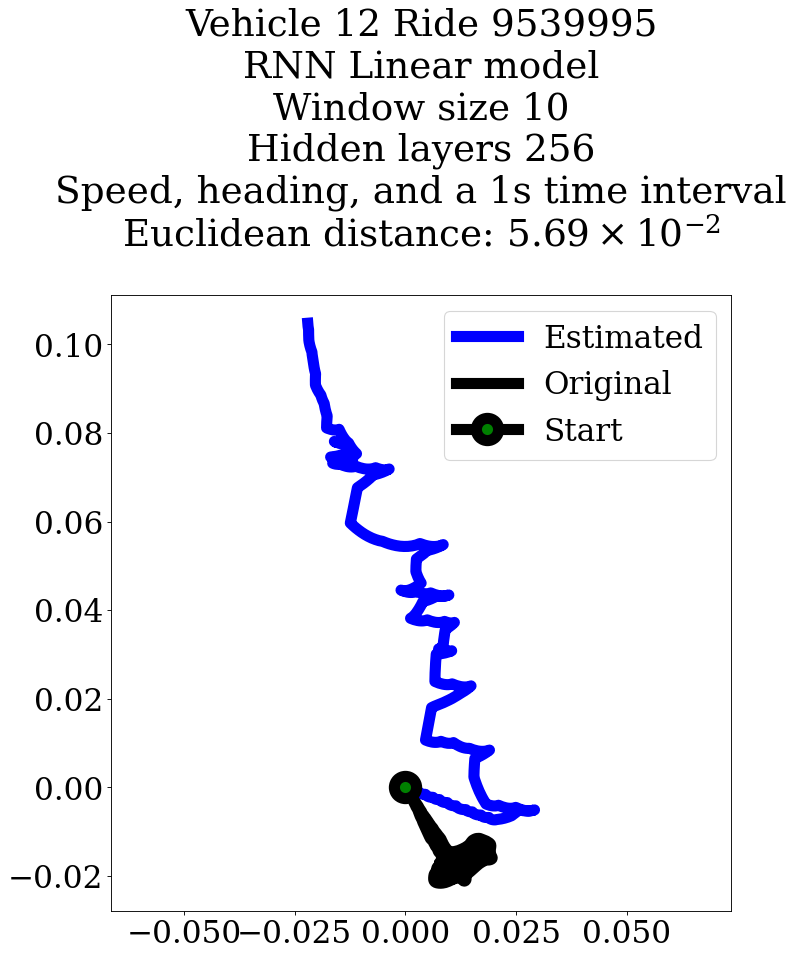 Vehicle 12 Ride 9539995
RNN Linear model
Window size 10
Hidden layers 256
Speed, heading, and a 1s time interval
Euclidean distance: 5.69 × 10⁻²
Estimated
Original
Start
0.10
0.08
0.06
0.04
0.02
0.00
−0.02
−0.050 −0.025 0.000 0.025 0.050